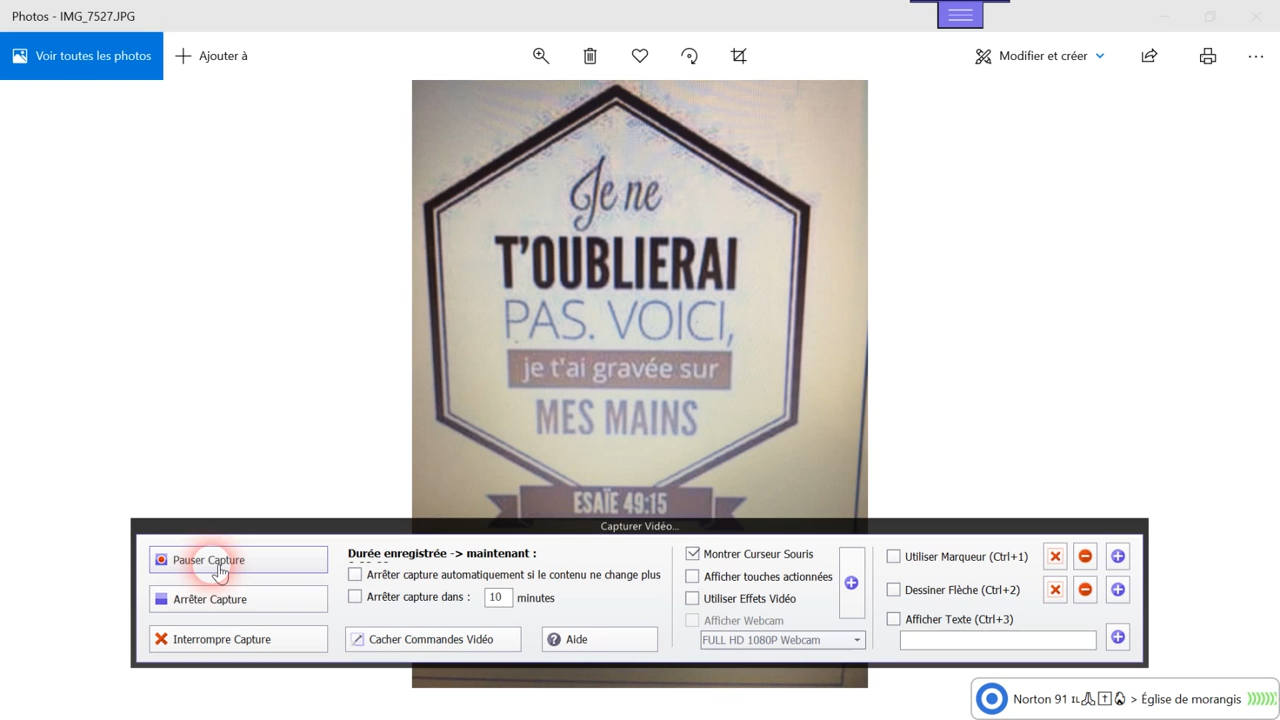 Photos - IMG_7527.JPG
Voir toutes les photos
Ajouter à
Modifier et créer
Je ne
T'OUBLIERAI
PAS. VOICI,
je t'ai gravée sur
MES MAINS
ESAÏE 49:15
Capturer Vidéo...
Pauser Capture
Arrêter Capture
Interrompre Capture
Durée enregistrée -> maintenant :
Arrêter capture automatiquement si le contenu ne change plus
Arrêter capture dans : 10 minutes
Cacher Commandes Vidéo
Aide
Montrer Curseur Souris
Afficher touches actionnées
Utiliser Effets Vidéo
Afficher Webcam
FULL HD 1080P Webcam
Utiliser Marqueur (Ctrl+1)
Dessiner Flèche (Ctrl+2)
Afficher Texte (Ctrl+3)
Norton 91 > Église de morangis